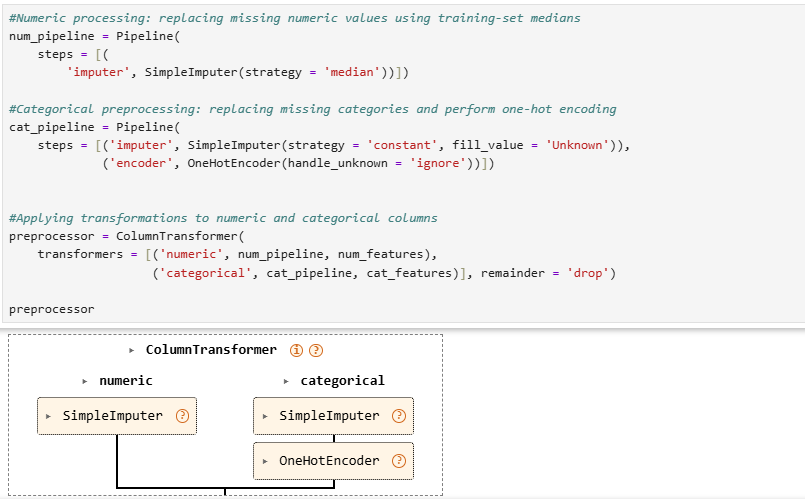 #Numeric processing: replacing missing numeric values using training-set medians
num_pipeline = Pipeline(
    steps = [(
        'imputer', SimpleImputer(strategy = 'median'))])
#Categorical preprocessing: replacing missing categories and perform one-hot encoding
cat_pipeline = Pipeline(
    steps = [('imputer', SimpleImputer(strategy = 'constant', fill_value = 'Unknown')),
             ('encoder', OneHotEncoder(handle_unknown = 'ignore'))])
#Applying transformations to numeric and categorical columns
preprocessor = ColumnTransformer(
    transformers = [('numeric', num_pipeline, num_features),
                    ('categorical', cat_pipeline, cat_features)], remainder = 'drop')
preprocessor
▸ ColumnTransformer i ?
▸ numeric ▸ categorical
▸ SimpleImputer ? ▸ SimpleImputer ?
▸ OneHotEncoder ?